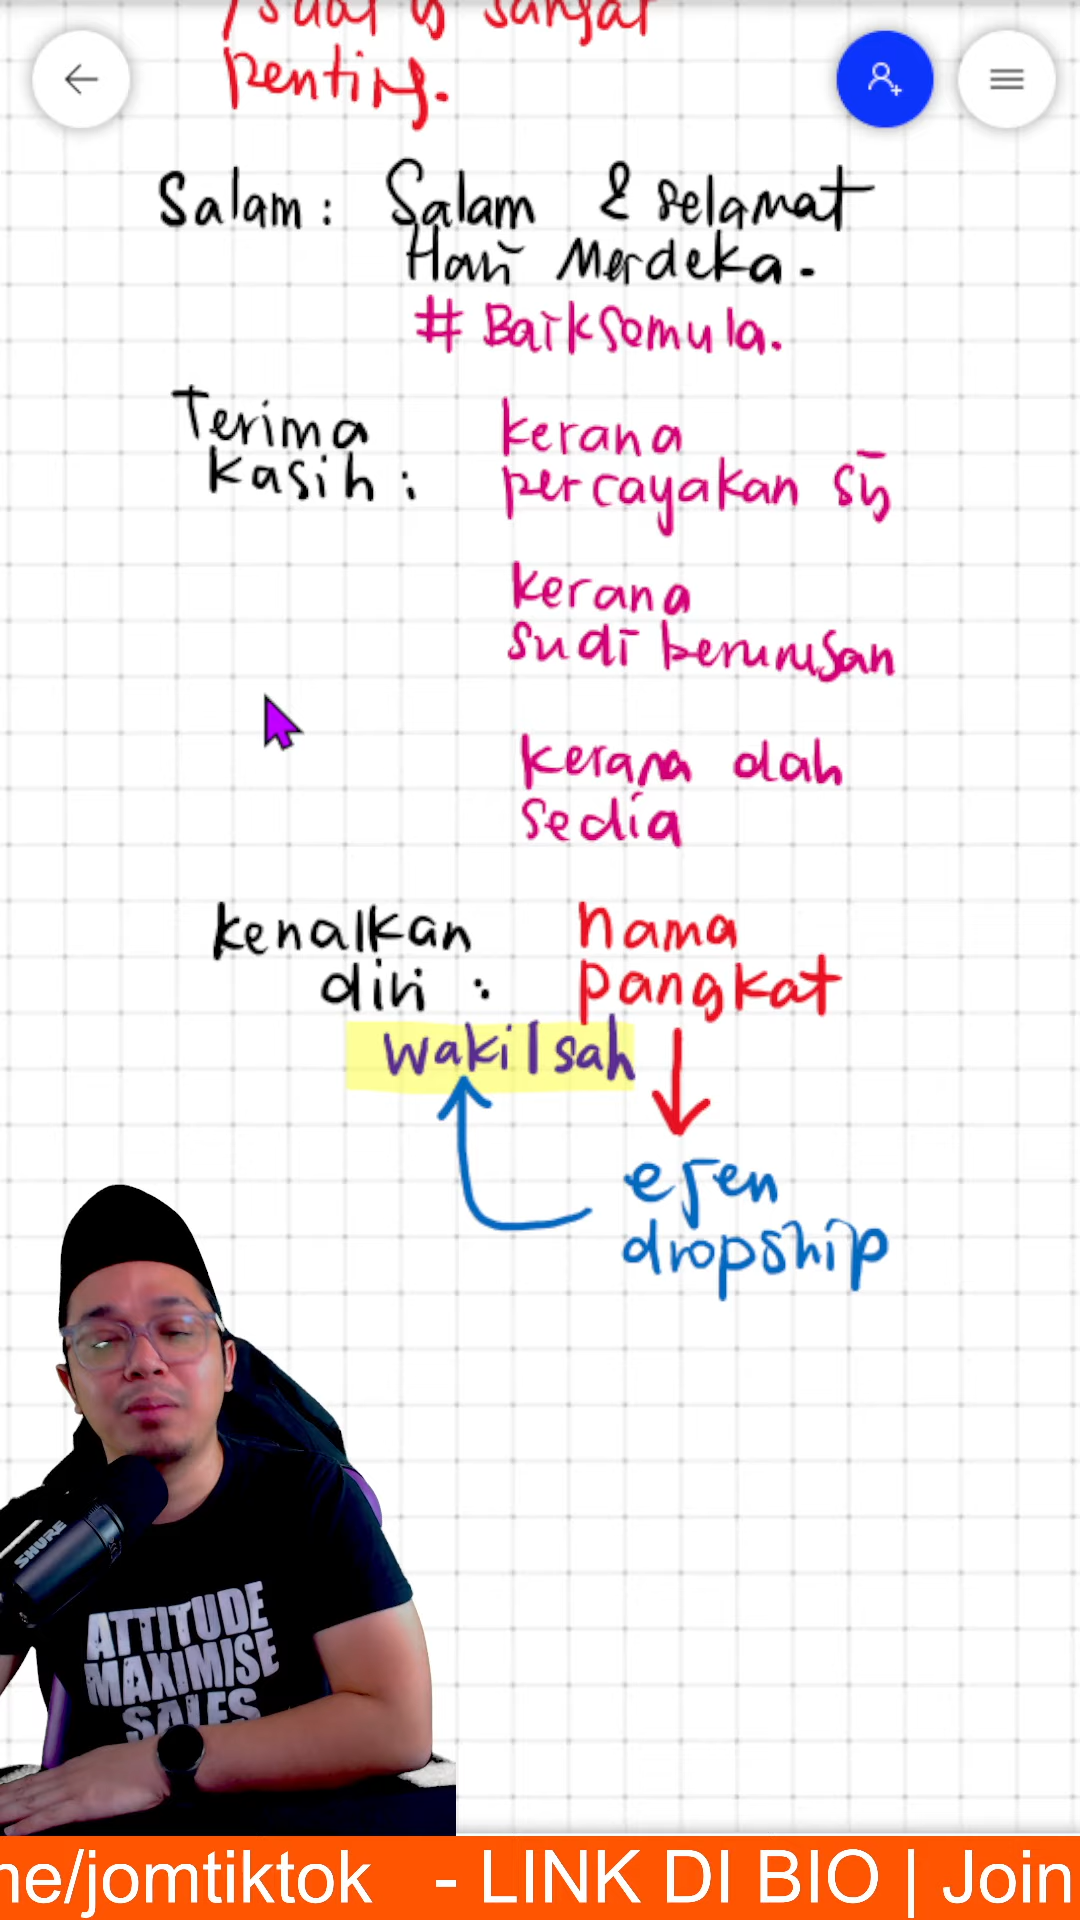 penting.
Salam: Salam & selamat
Hari Merdeka.
# Baiksemula.
Terima kerana
kasih: percayakan sy
kerana
sudi berurusan
kerana dah
sedia
kenalkan nama
diri : pangkat
wakil sah
ejen
dropship
SHURE
ATTITUDE
MAXIMISE
SALES
me/jomtiktok - LINK DI BIO | Join